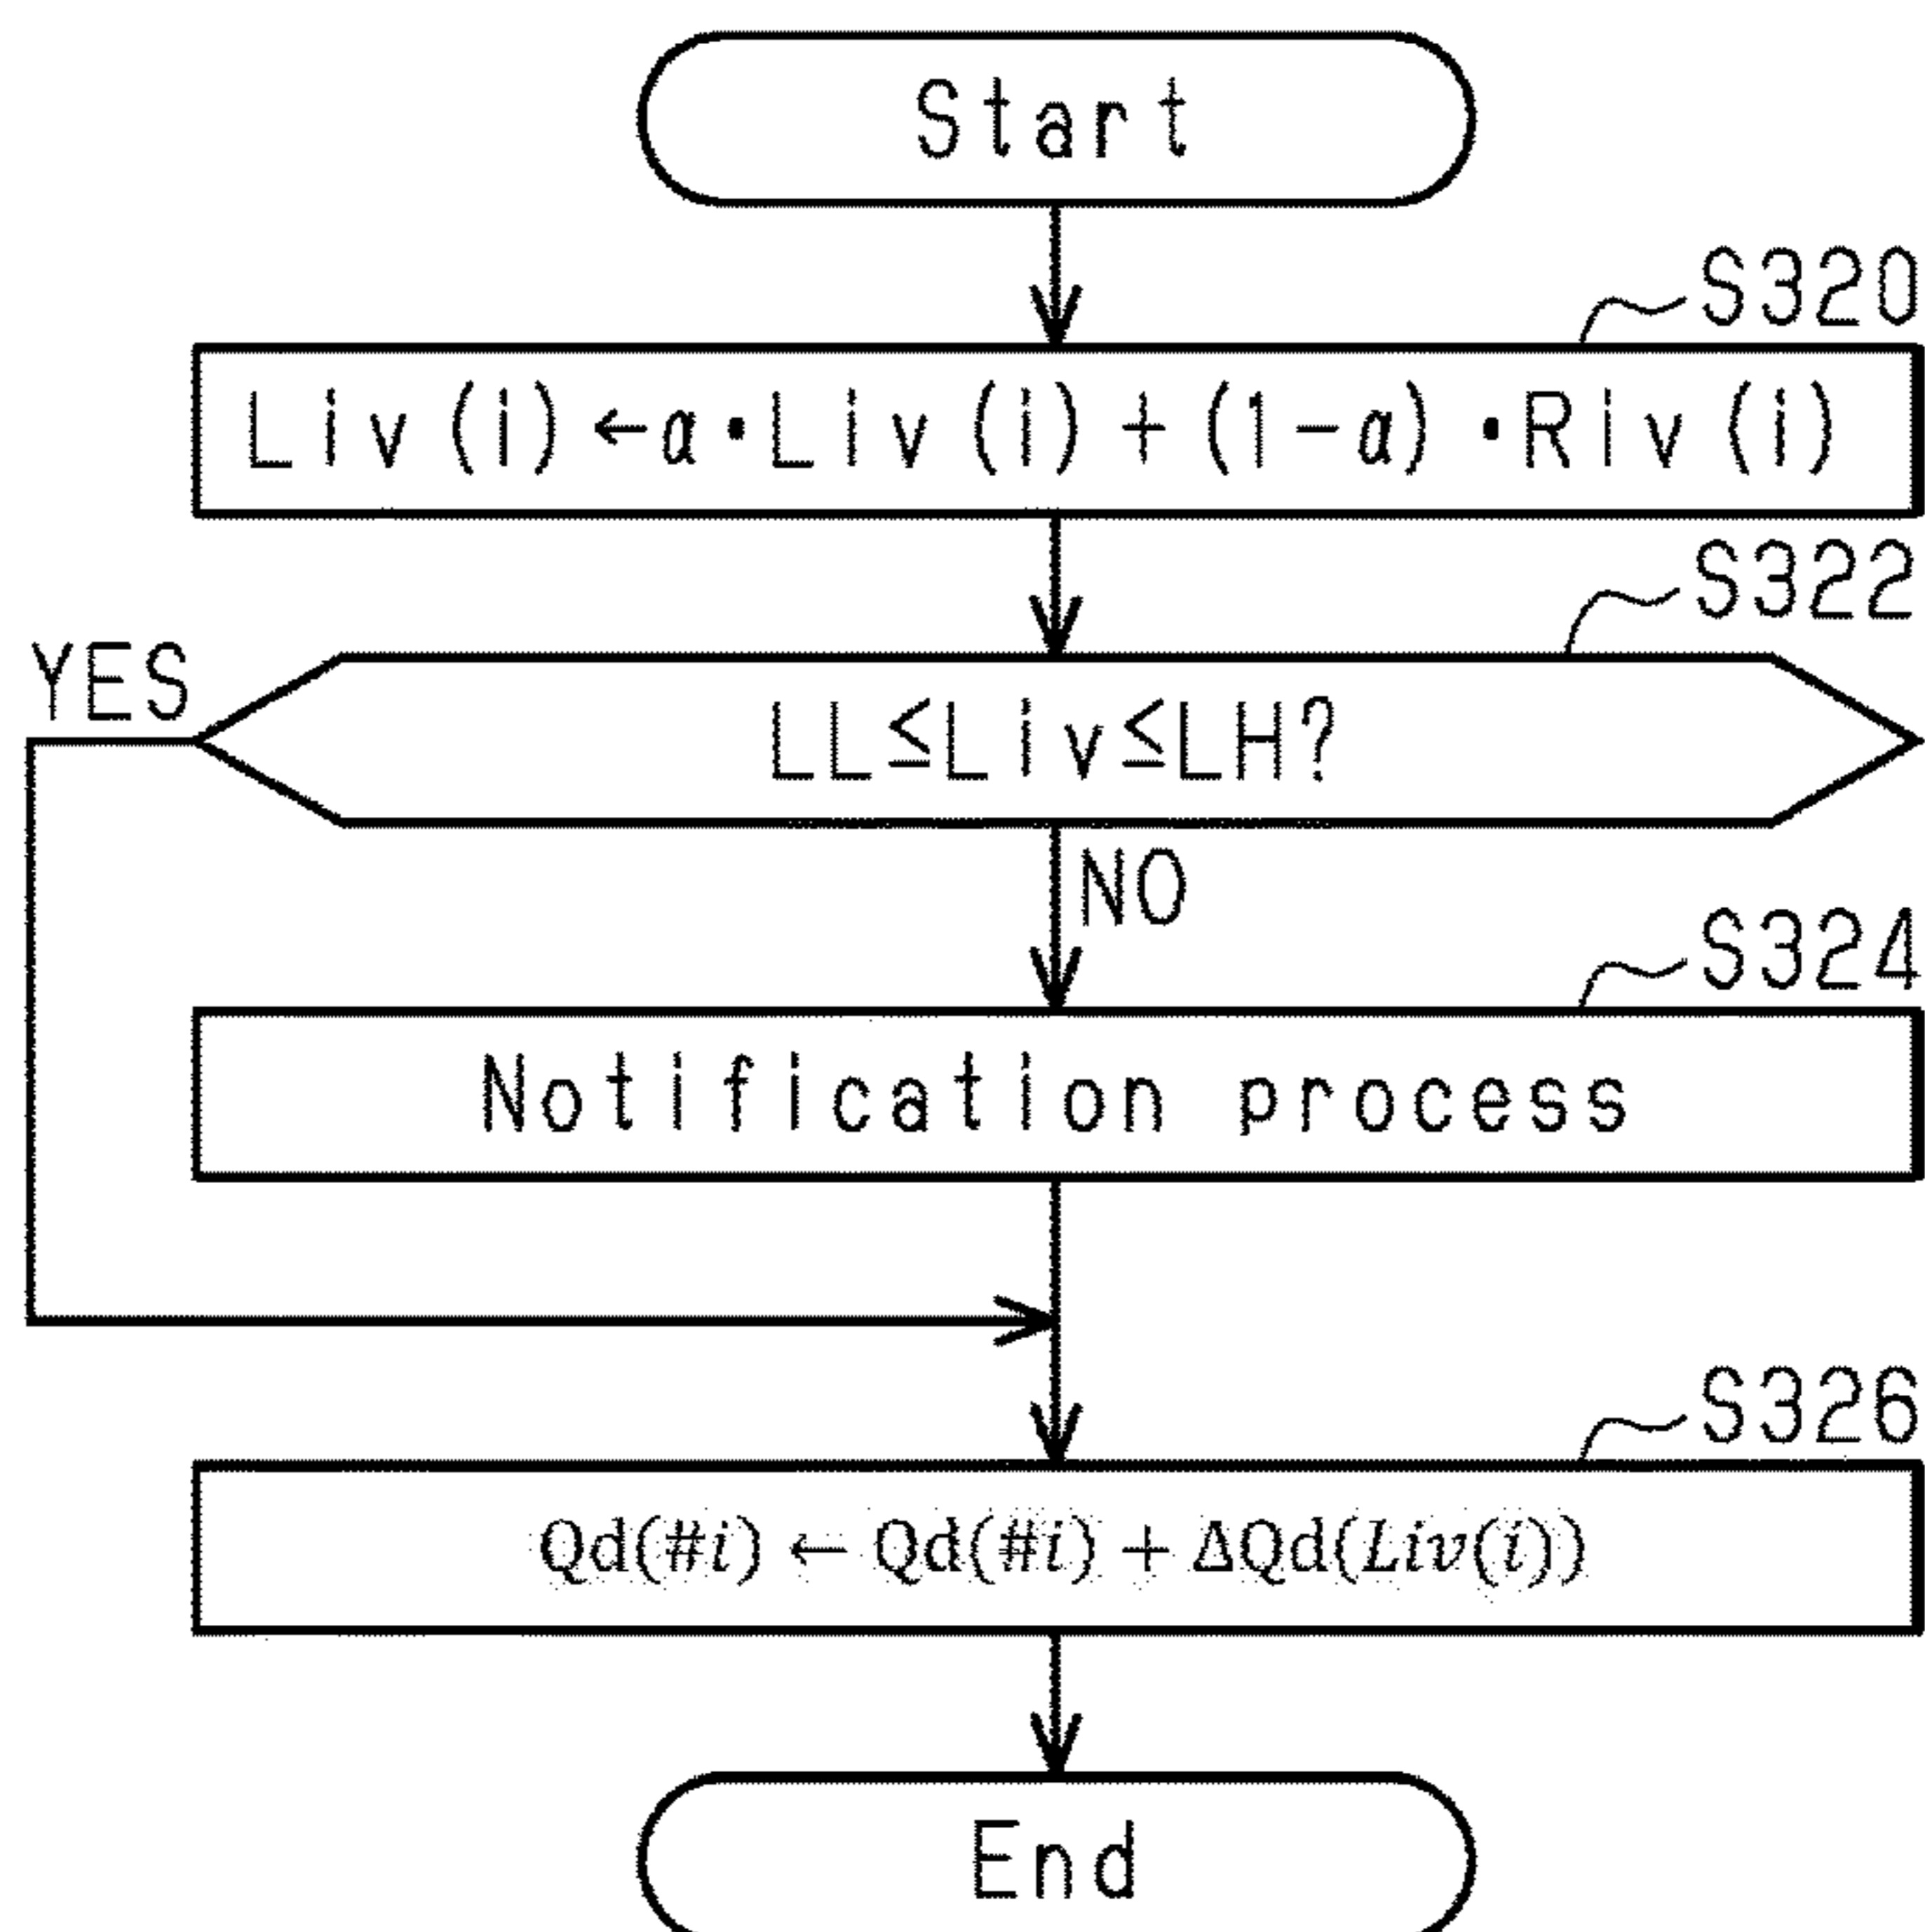 Start
S320
Liv(i)←a•Liv(i)+(1−a)•Riv(i)
S322
YES
LL≤Liv≤LH?
NO
S324
Notification process
S326
Qd(#i) ← Qd(#i) + ΔQd(Liv(i))
End